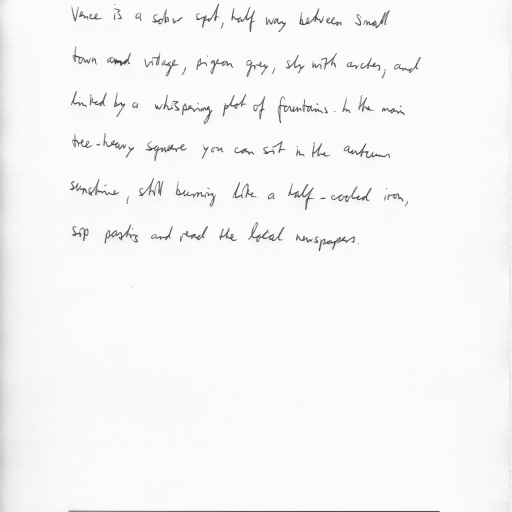 Vence is a sober spot, half way between small
town and village, pigeon grey, sly with arches, and
linked by a whispering plot of fountains. In the main
tree-heavy square you can sit in the autumn
sunshine, still burning like a half-cooled iron,
sip pastis and read the local newspapers.